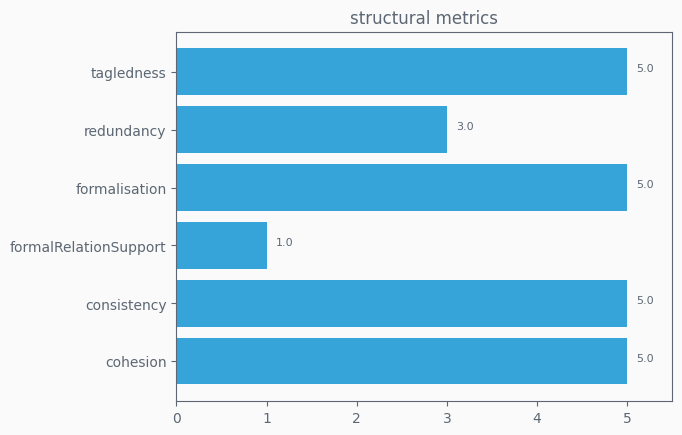 structural metrics
tagledness 5.0
redundancy 3.0
formalisation 5.0
formalRelationSupport 1.0
consistency 5.0
cohesion 5.0
0 1 2 3 4 5